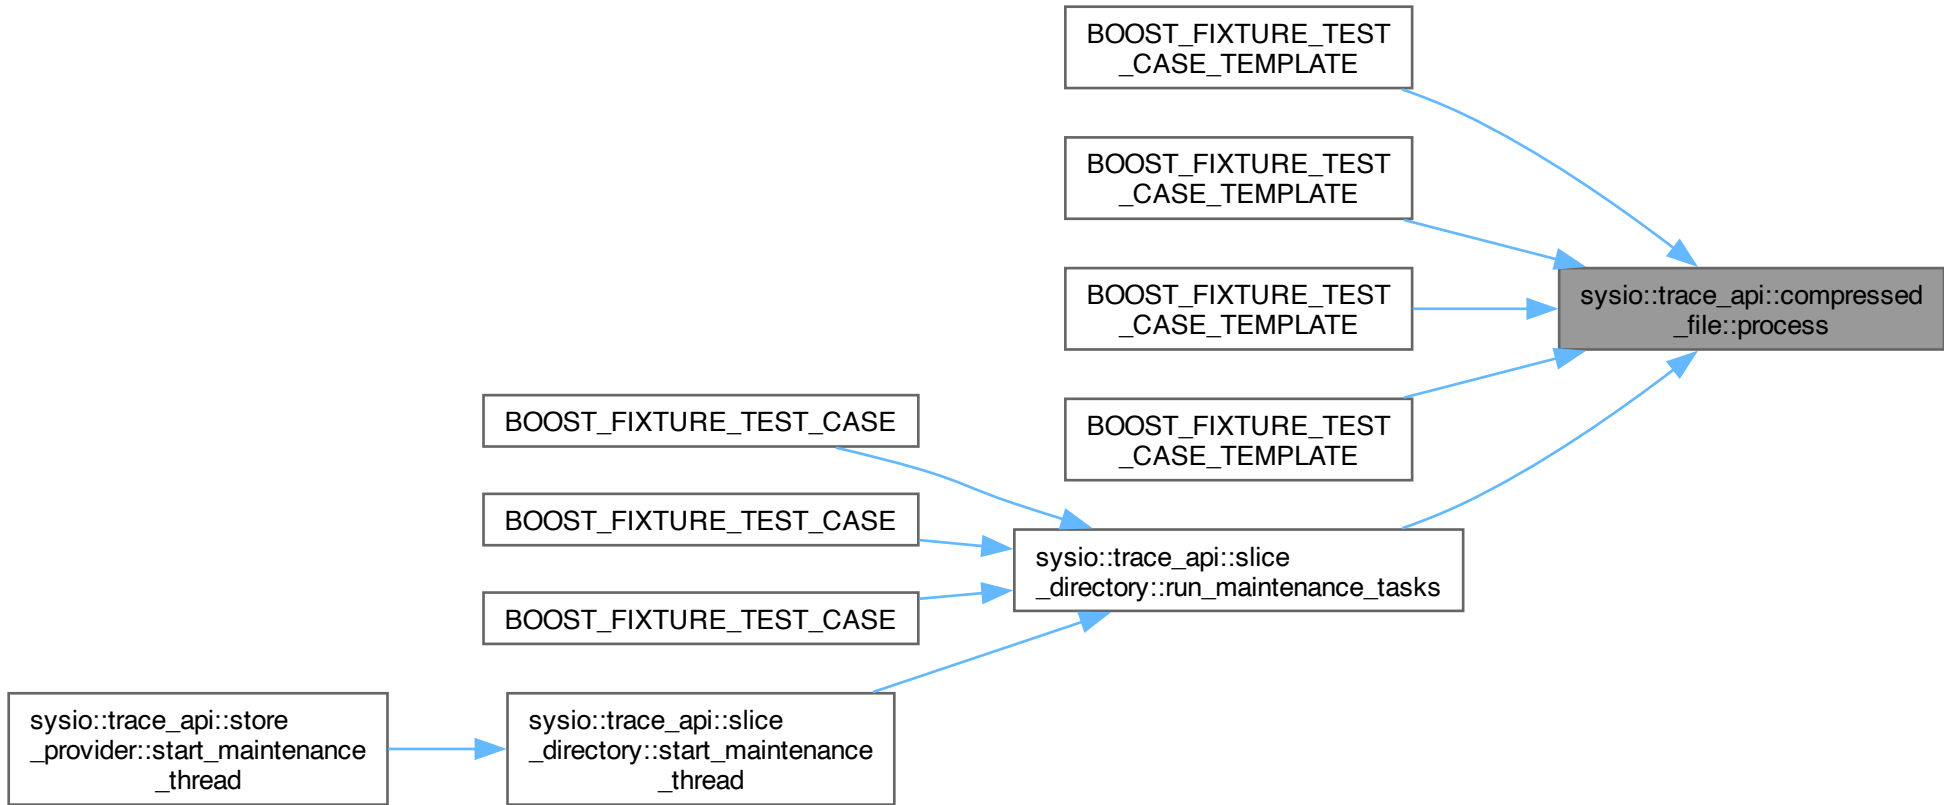 BOOST_FIXTURE_TEST
_CASE_TEMPLATE
BOOST_FIXTURE_TEST
_CASE_TEMPLATE
BOOST_FIXTURE_TEST
_CASE_TEMPLATE
sysio::trace_api::compressed
_file::process
BOOST_FIXTURE_TEST
_CASE_TEMPLATE
BOOST_FIXTURE_TEST_CASE
BOOST_FIXTURE_TEST_CASE
sysio::trace_api::slice
_directory::run_maintenance_tasks
BOOST_FIXTURE_TEST_CASE
sysio::trace_api::store
_provider::start_maintenance
_thread
sysio::trace_api::slice
_directory::start_maintenance
_thread